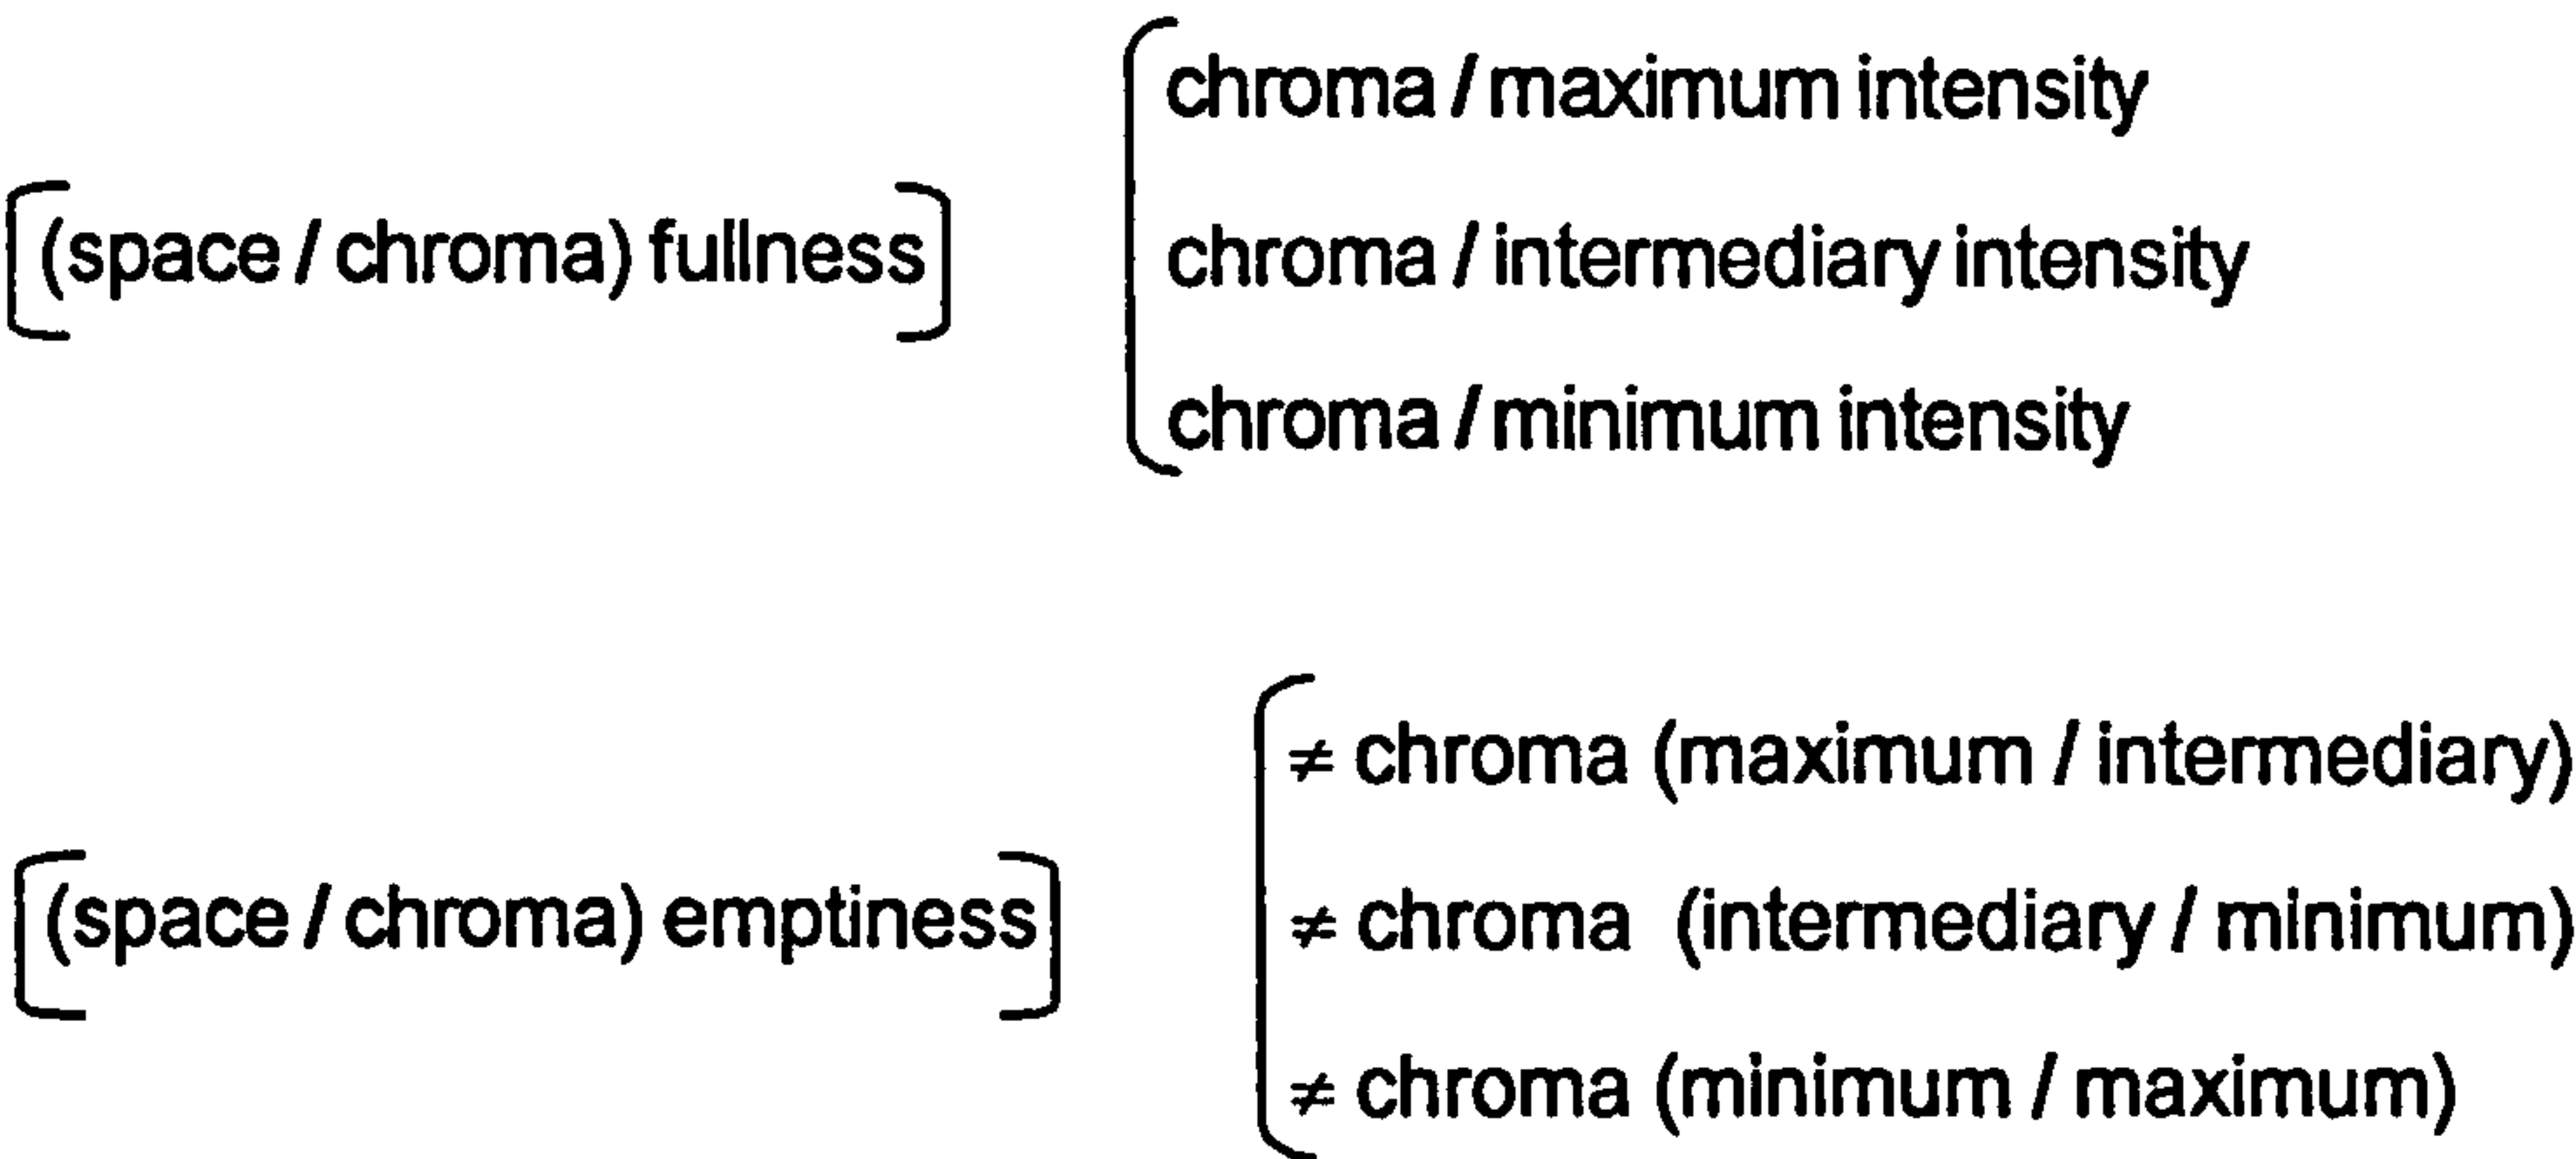 chroma / maximum intensity
[(space / chroma) fullness]
chroma / intermediary intensity
chroma / minimum intensity
≠ chroma (maximum / intermediary)
[(space / chroma) emptiness]
≠ chroma (intermediary / minimum)
≠ chroma (minimum / maximum)